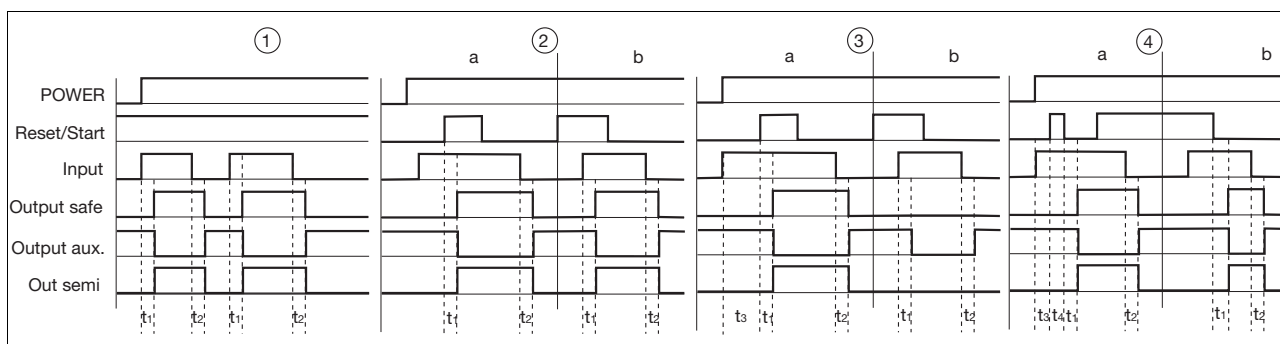 ① ② ③ ④
a b a b a b
POWER
Reset/Start
Input
Output safe
Output aux.
Out semi
t1 t2 t1 t2 t1 t2 t1 t2 t3 t1 t2 t1 t2 t3 t4 t1 t2 t1 t2